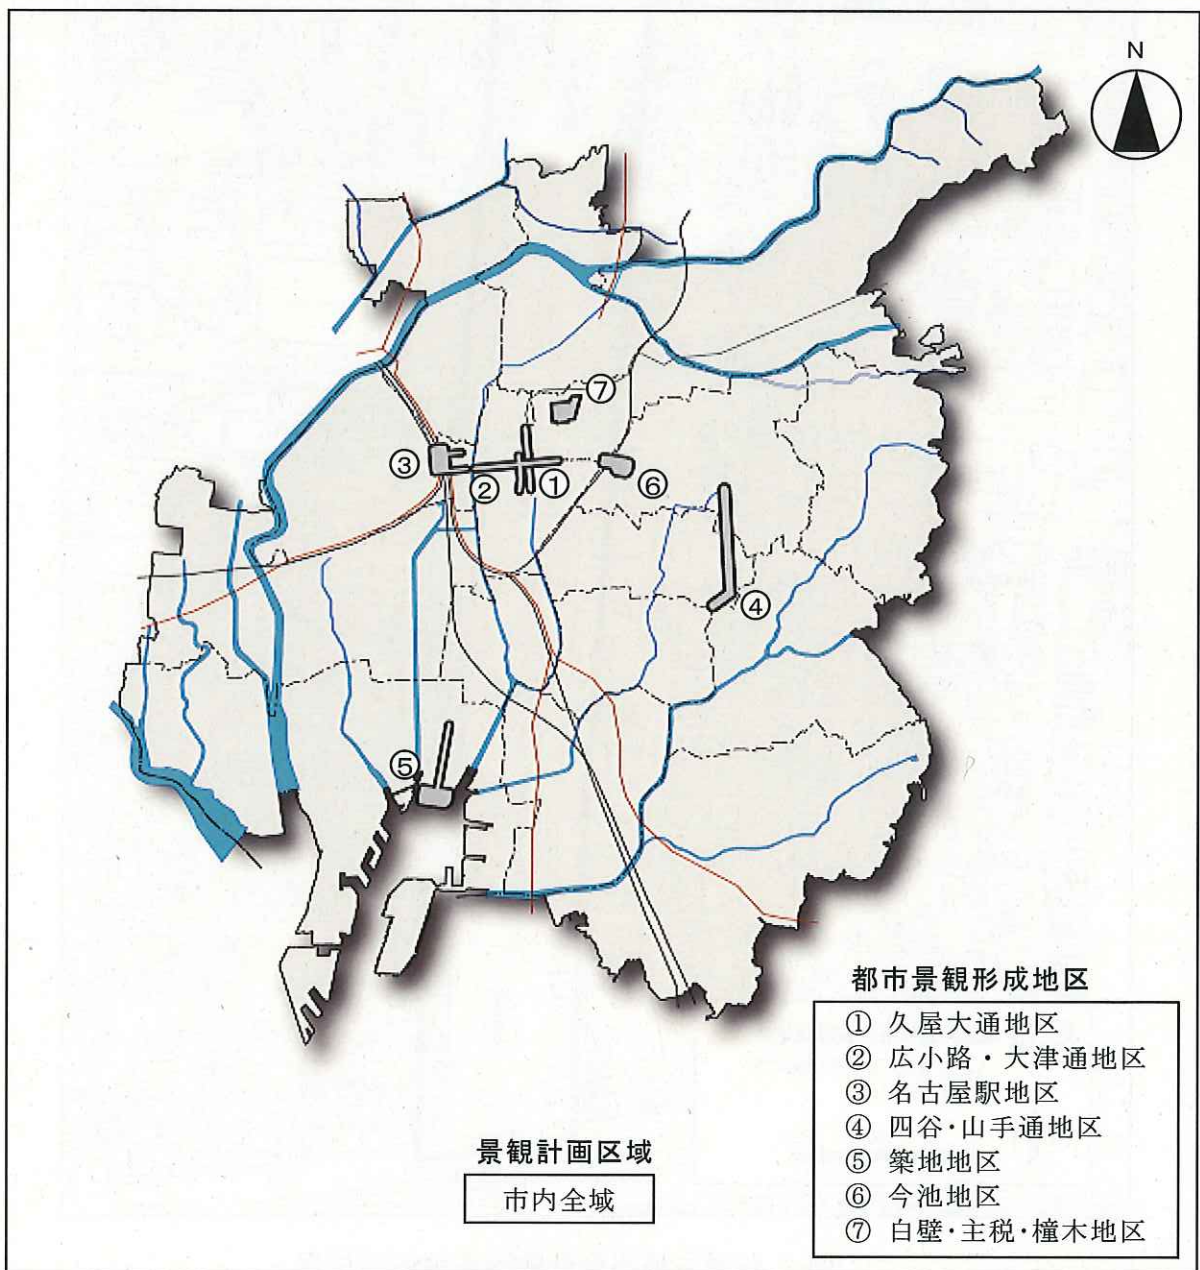 N
⑦
③
②
①
⑥
④
⑤
都市景観形成地区
① 久屋大通地区
② 広小路・大津通地区
③ 名古屋駅地区
④ 四谷・山手通地区
⑤ 築地地区
⑥ 今池地区
⑦ 白壁・主税・橦木地区
景観計画区域
市内全域